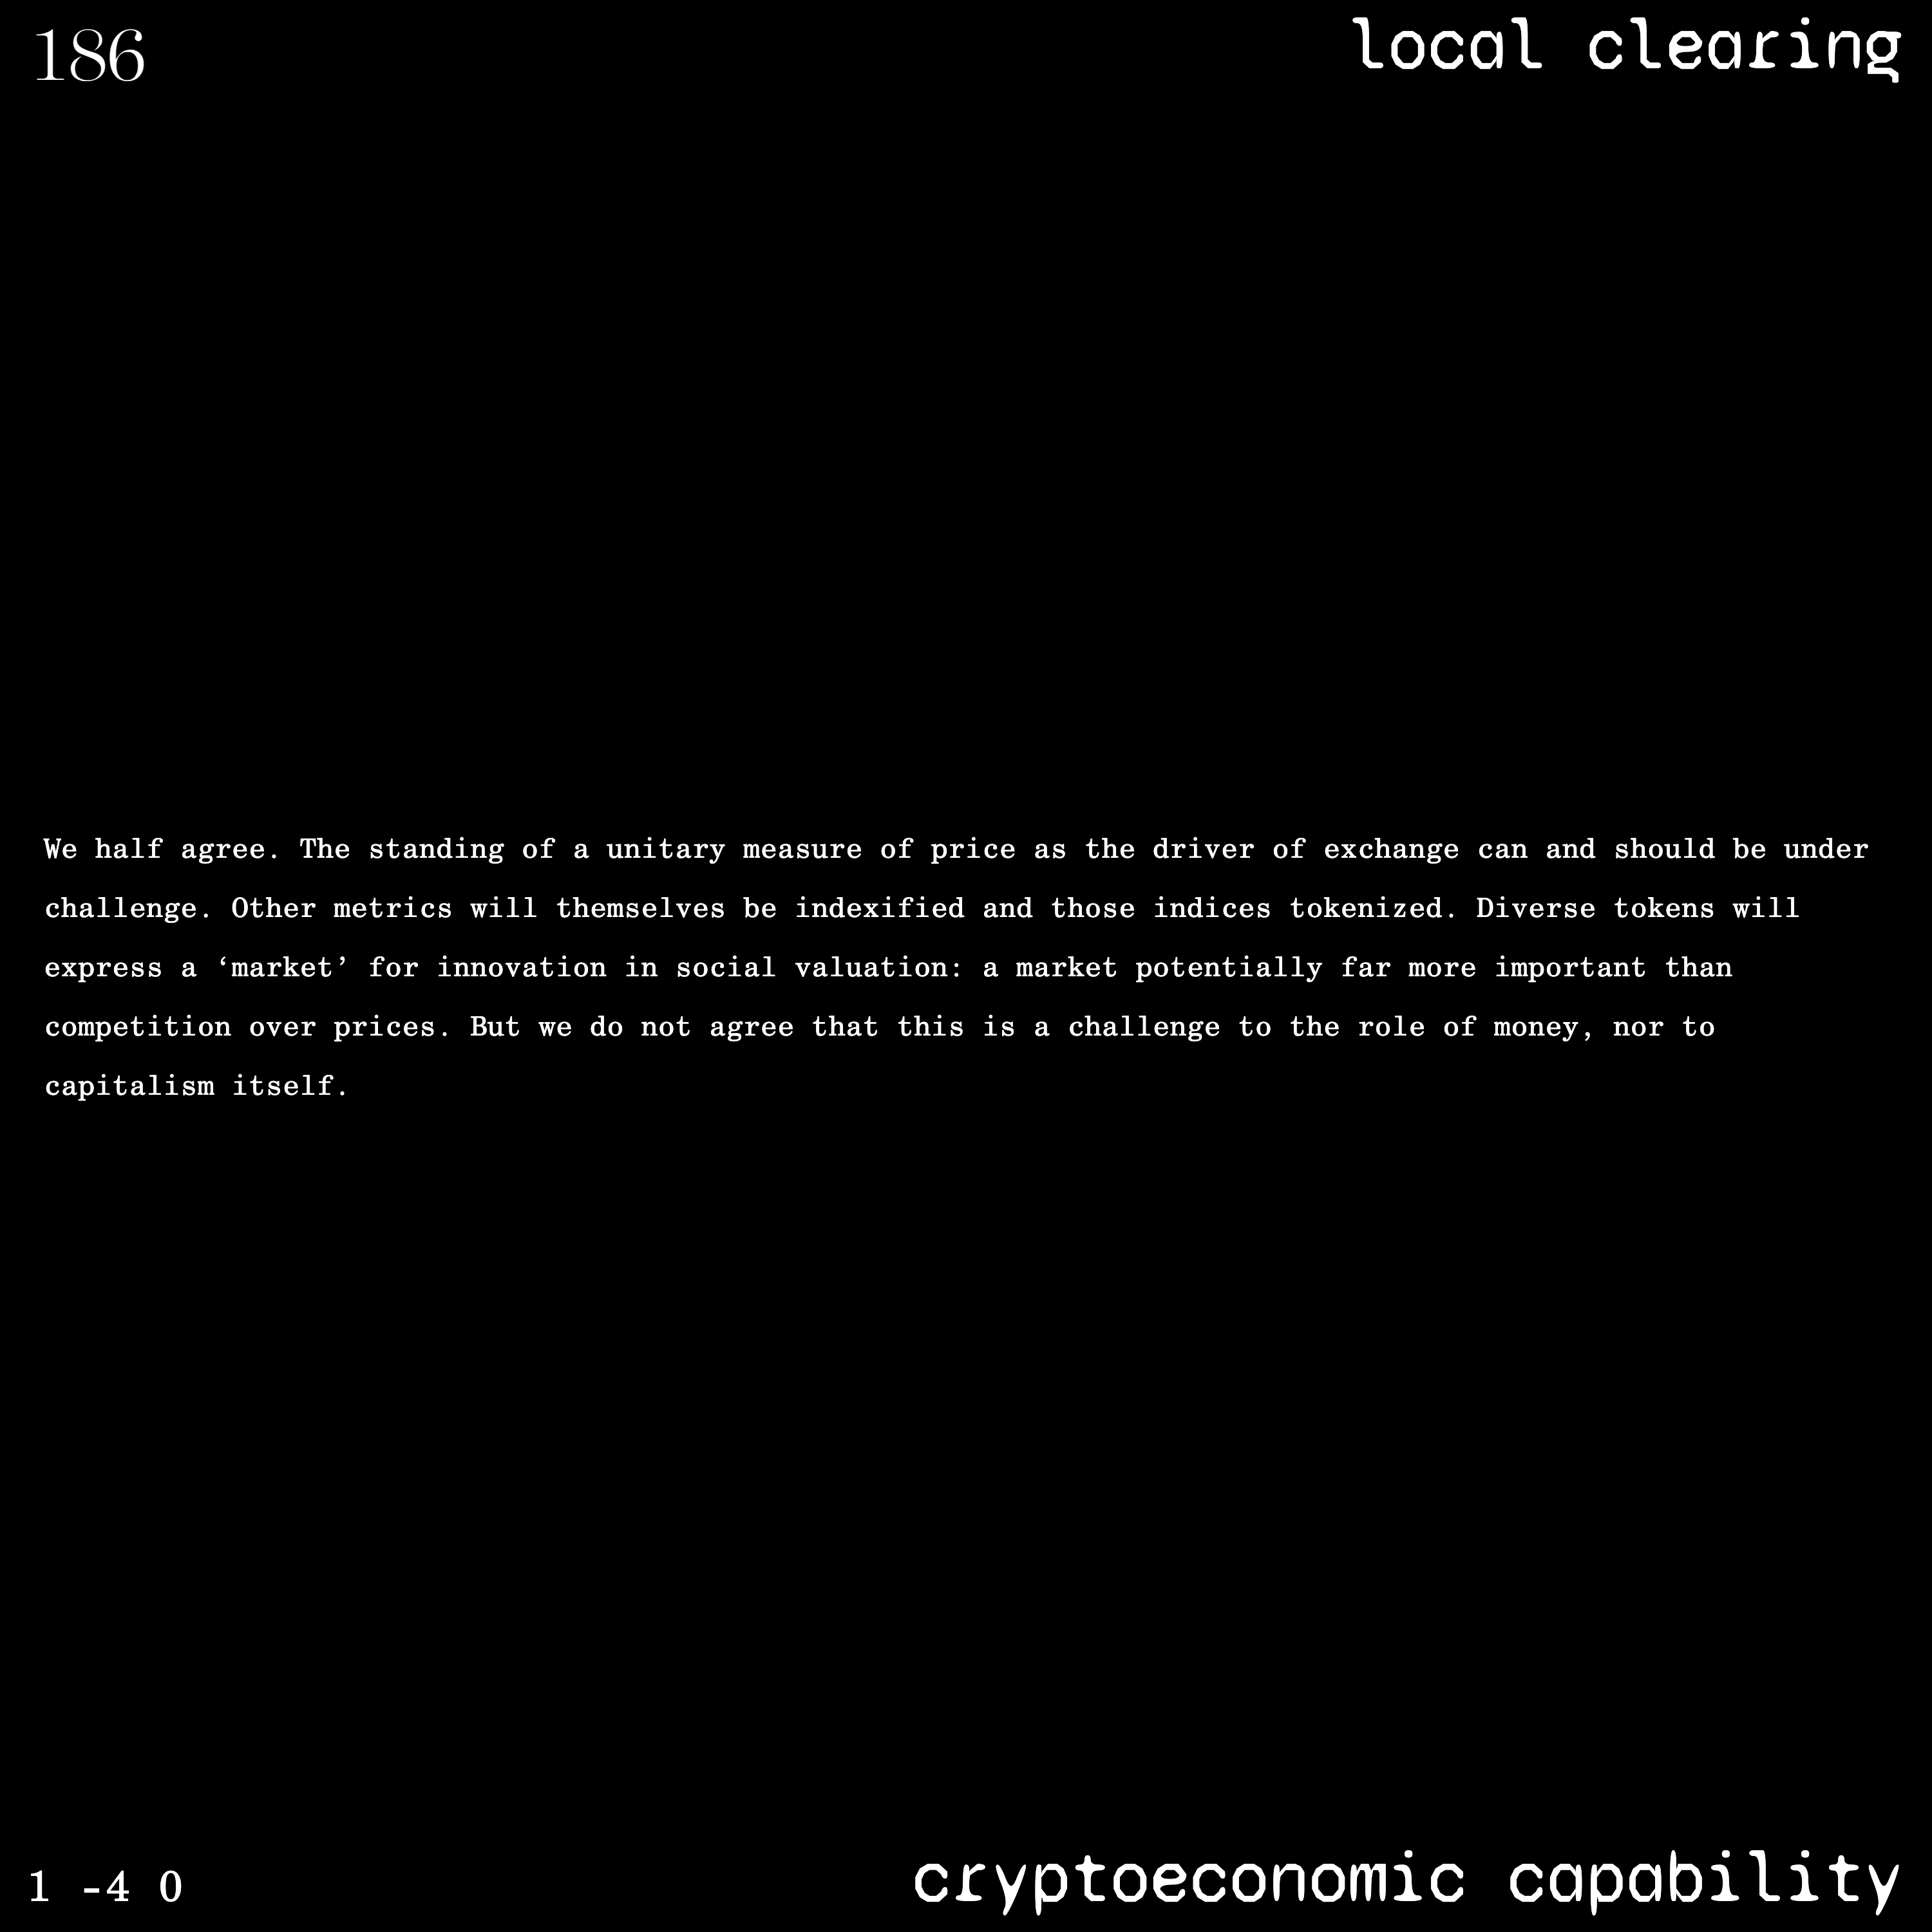 186
local clearing
We half agree. The standing of a unitary measure of price as the driver of exchange can and should be under
challenge. Other metrics will themselves be indexified and those indices tokenized. Diverse tokens will
express a ‘market’ for innovation in social valuation: a market potentially far more important than
competition over prices. But we do not agree that this is a challenge to the role of money, nor to
capitalism itself.
1 -4 0
cryptoeconomic capability